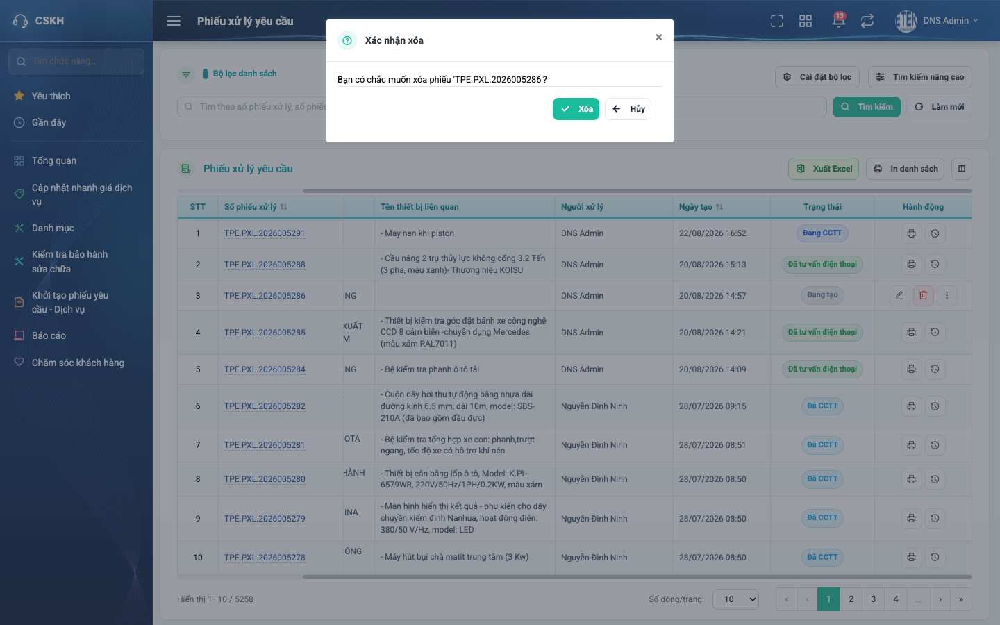 CSKH
Phiếu xử lý yêu cầu
13
DNS Admin
Tìm chức năng...
Yêu thích
Gần đây
Tổng quan
Cập nhật nhanh giá dịch
vụ
Danh mục
Kiểm tra bảo hành
sửa chữa
Khởi tạo phiếu yêu
cầu - Dịch vụ
Báo cáo
Chăm sóc khách hàng
Xác nhận xóa
×
Bạn có chắc muốn xóa phiếu 'TPE.PXL.2026005286'?
Xóa
Hủy
Bộ lọc danh sách
Cài đặt bộ lọc
Tìm kiếm nâng cao
Tìm theo số phiếu xử lý, số phiếu
Tìm kiếm
Làm mới
Phiếu xử lý yêu cầu
Xuất Excel
In danh sách
STT Số phiếu xử lý Tên thiết bị liên quan Người xử lý Ngày tạo Trạng thái Hành động
1 TPE.PXL.2026005291 - May nen khi piston DNS Admin 22/08/2026 16:52 Đang CCTT
2 TPE.PXL.2026005288 - Cầu nâng 2 trụ thủy lực không cổng 3.2 Tấn
(3 pha, màu xanh)- Thương hiệu KOISU DNS Admin 20/08/2026 15:13 Đã tư vấn điện thoại
3 TPE.PXL.2026005286 ONG DNS Admin 20/08/2026 14:57 Đang tạo
4 TPE.PXL.2026005285 XUẤT
M - Thiết bị kiểm tra góc đặt bánh xe công nghệ
CCD 8 cảm biến -chuyên dụng Mercedes
(màu xám RAL7011) DNS Admin 20/08/2026 14:21 Đã tư vấn điện thoại
5 TPE.PXL.2026005284 ONG - Bệ kiểm tra phanh ô tô tải DNS Admin 20/08/2026 14:09 Đã tư vấn điện thoại
6 TPE.PXL.2026005282 - Cuộn dây hơi thu tự động bằng nhựa dài
đường kính 6.5 mm, dài 10m, model: SBS-
210A (đã bao gồm đầu đực) Nguyễn Đình Ninh 28/07/2026 09:15 Đã CCTT
7 TPE.PXL.2026005281 YOTA - Bệ kiểm tra tổng hợp xe con: phanh,trượt
ngang, tốc độ xe có hỗ trợ khí nén Nguyễn Đình Ninh 28/07/2026 08:51 Đã CCTT
8 TPE.PXL.2026005280 HÀNH - Thiết bị cân bằng lốp ô tô, Model: K.PL-
6579WR, 220V/50Hz/1PH/0.2KW, màu xám Nguyễn Đình Ninh 28/07/2026 08:50 Đã CCTT
9 TPE.PXL.2026005279 VINA - Màn hình hiển thị kết quả - phụ kiện cho dây
chuyền kiểm định Nanhua, hoạt động điện:
380/50 V/Hz, model: LED Nguyễn Đình Ninh 28/07/2026 08:50 Đã CCTT
10 TPE.PXL.2026005278 CÔNG - Máy hút bụi chà matit trung tâm (3 Kw) Nguyễn Đình Ninh 28/07/2026 08:50 Đã CCTT
Hiển thị 1–10 / 5258
Số dòng/trang: 10
« ‹ 1 2 3 4 ... › »